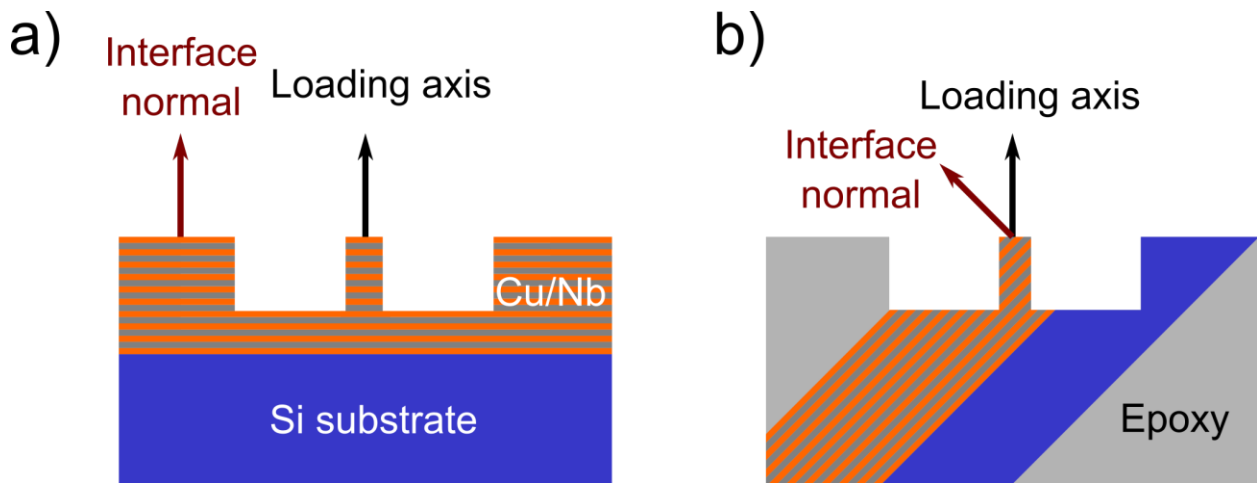 a)
Interface
normal
Loading axis
Cu/Nb
Si substrate
b)
Loading axis
Interface
normal
Epoxy